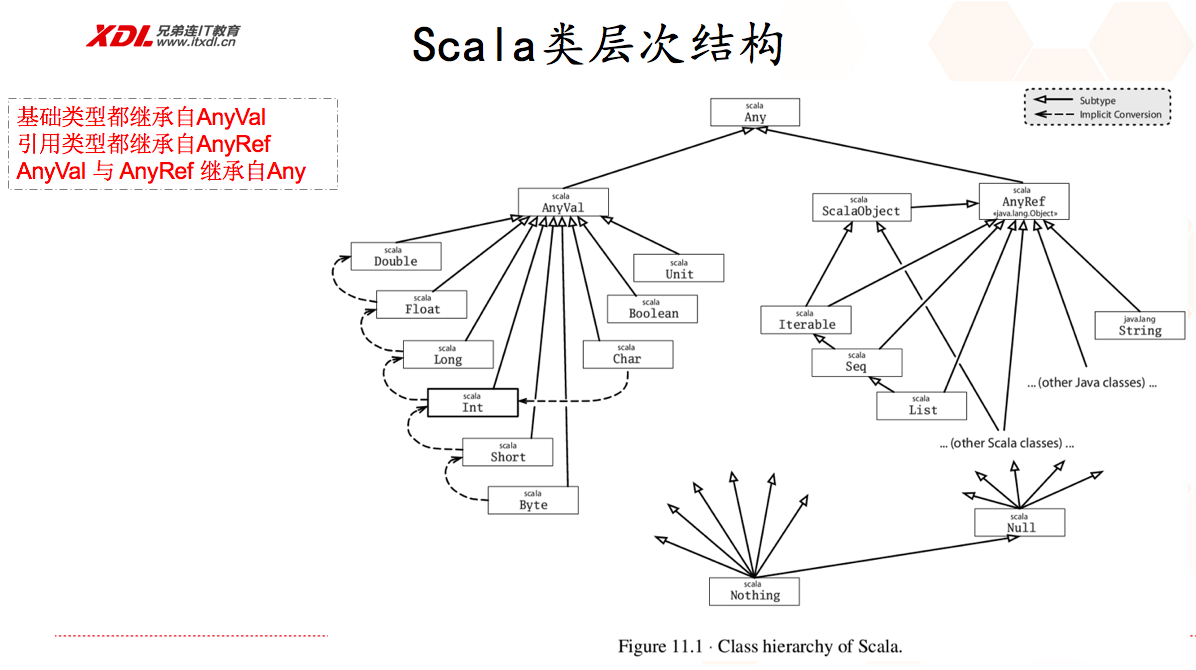 XDL兄弟连IT教育
www.itxdl.cn
Scala类层次结构
基础类型都继承自AnyVal
引用类型都继承自AnyRef
AnyVal 与 AnyRef 继承自Any
Subtype
Implicit Conversion
scala
Any
scala
AnyVal
scala
ScalaObject
scala
AnyRef
«java.lang.Object»
scala
Double
scala
Unit
scala
Float
scala
Boolean
scala
Iterable
java.lang
String
scala
Long
scala
Char
scala
Seq
... (other Java classes) ...
scala
Int
scala
List
scala
Short
... (other Scala classes) ...
scala
Byte
scala
Null
scala
Nothing
Figure 11.1 · Class hierarchy of Scala.